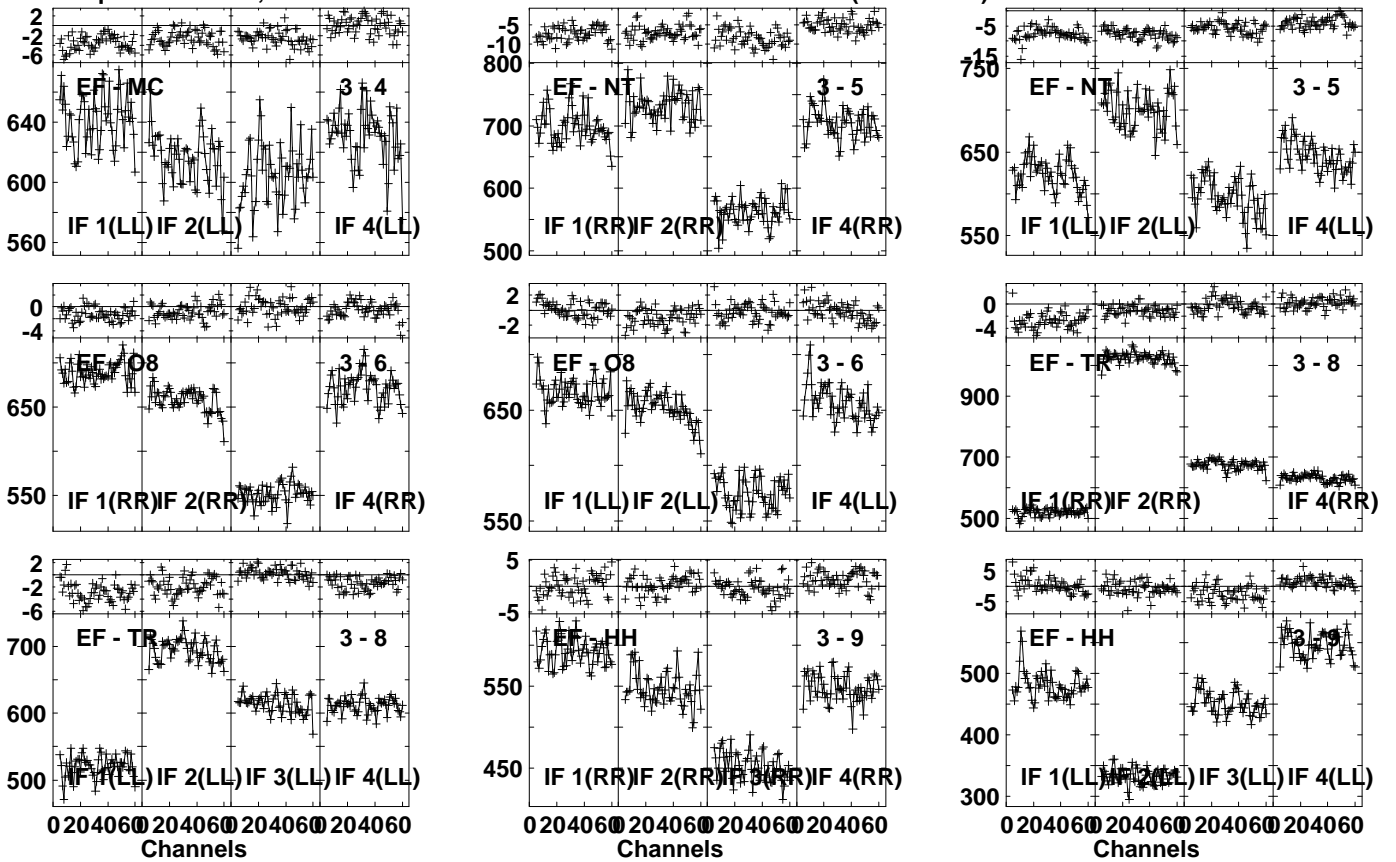 2
-2
-6
EF - MC 3 - 4
640
600
560
IF 1(LL) IF 2(LL) IF 4(LL)
-5
-10
800
EF - NT 3 - 5
700
600
500
IF 1(RR) IF 2(RR) IF 4(RR)
-5
-15
750
EF - NT 3 - 5
650
550
IF 1(LL) IF 2(LL) IF 4(LL)
0
-4
EF - O8 3 - 6
650
550
IF 1(RR) IF 2(RR) IF 4(RR)
2
-2
EF - O8 3 - 6
650
550
IF 1(LL) IF 2(LL) IF 4(LL)
0
-4
EF - TR 3 - 8
900
700
500
IF 1(RR) IF 2(RR) IF 4(RR)
2
-2
-6
EF - TR 3 - 8
700
600
500
IF 1(LL) IF 2(LL) IF 3(LL) IF 4(LL)
0 20 40 60 0 20 40 60 0 20 40 60 0 20 40 60
Channels
5
-5
EF - HH 3 - 9
550
450
IF 1(RR) IF 2(RR) IF 3(RR) IF 4(RR)
0 20 40 60 0 20 40 60 0 20 40 60 0 20 40 60
Channels
5
-5
EF - HH 3 - 9
500
400
300
IF 1(LL) IF 2(LL) IF 3(LL) IF 4(LL)
0 20 40 60 0 20 40 60 0 20 40 60 0 20 40 60
Channels